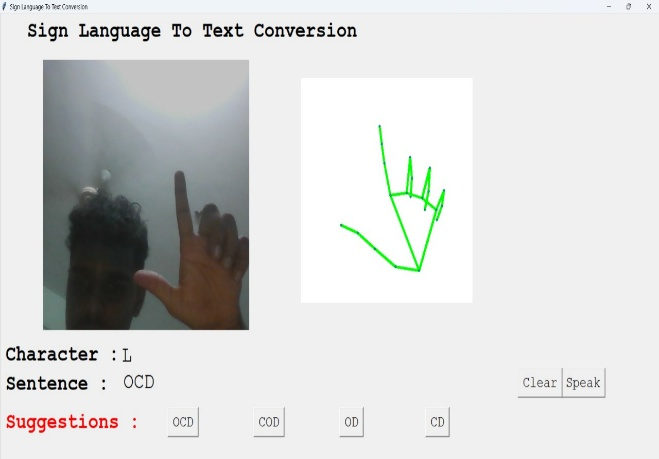 Sign Language To Text Conversion
Sign Language To Text Conversion
Character : L
Sentence : OCD
Clear Speak
Suggestions : OCD COD OD CD